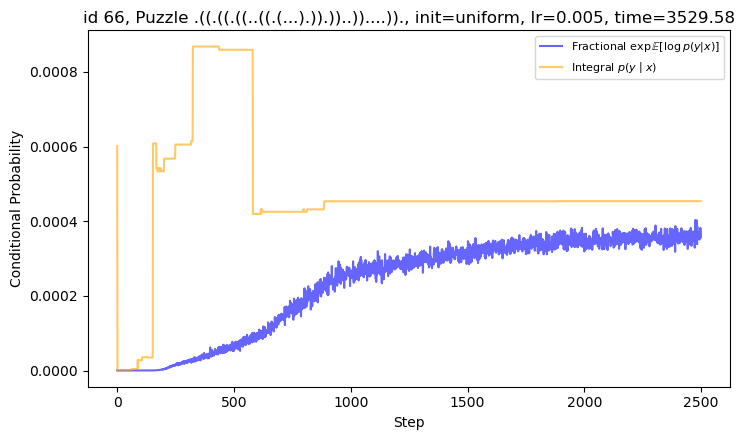 id 66, Puzzle .((.((.((..((.(...).)).))..))....))., init=uniform, lr=0.005, time=3529.58
Fractional exp𝔼[log p(y|x)]
Integral p(y | x)
Conditional Probability
0.0008
0.0006
0.0004
0.0002
0.0000
0
500
1000
1500
2000
2500
Step